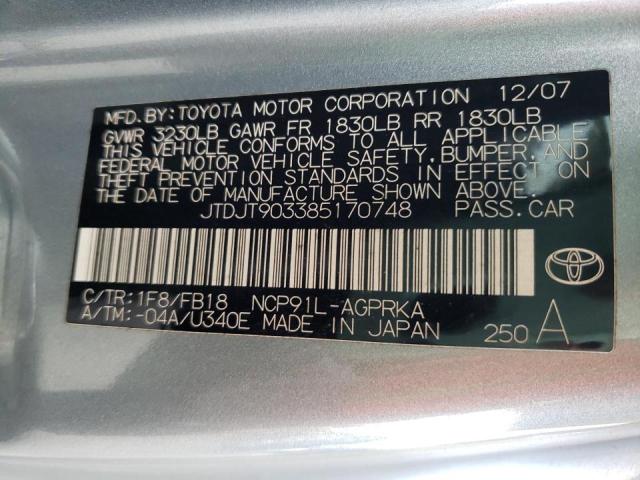 MFD.BY:TOYOTA MOTOR CORPORATION 12/07
GVWR 3230LB GAWR FR 1830LB RR 1830LB
THIS VEHICLE CONFORMS TO ALL APPLICABLE
FEDERAL MOTOR VEHICLE SAFETY,BUMPER,AND
THEFT PREVENTION STANDARDS IN EFFECT ON
THE DATE OF MANUFACTURE SHOWN ABOVE.
JTDJT903385170748 PASS.CAR
C/TR:1F8/FB18 NCP91L-AGPRKA
A/TM:-04A/U340E MADE IN JAPAN 250 A